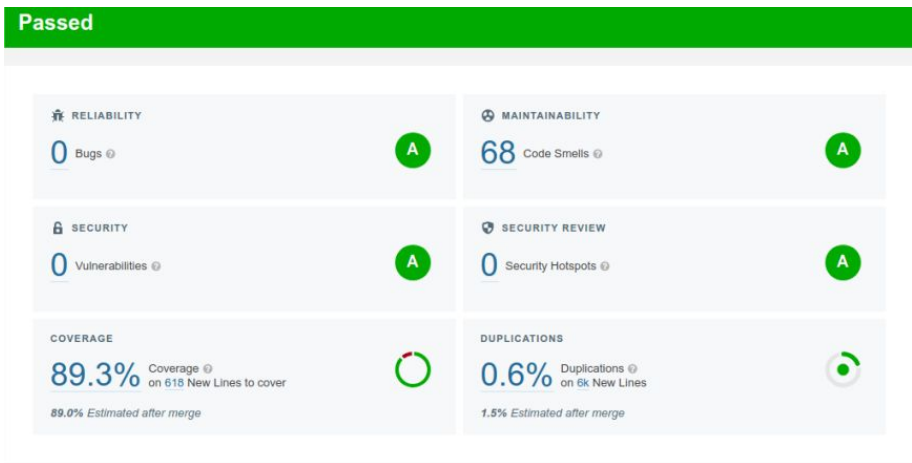 Passed
RELIABILITY
0 Bugs
A
MAINTAINABILITY
68 Code Smells
A
SECURITY
0 Vulnerabilities
A
SECURITY REVIEW
0 Security Hotspots
A
COVERAGE
89.3% Coverage
on 618 New Lines to cover
89.0% Estimated after merge
DUPLICATIONS
0.6% Duplications
on 6k New Lines
1.5% Estimated after merge